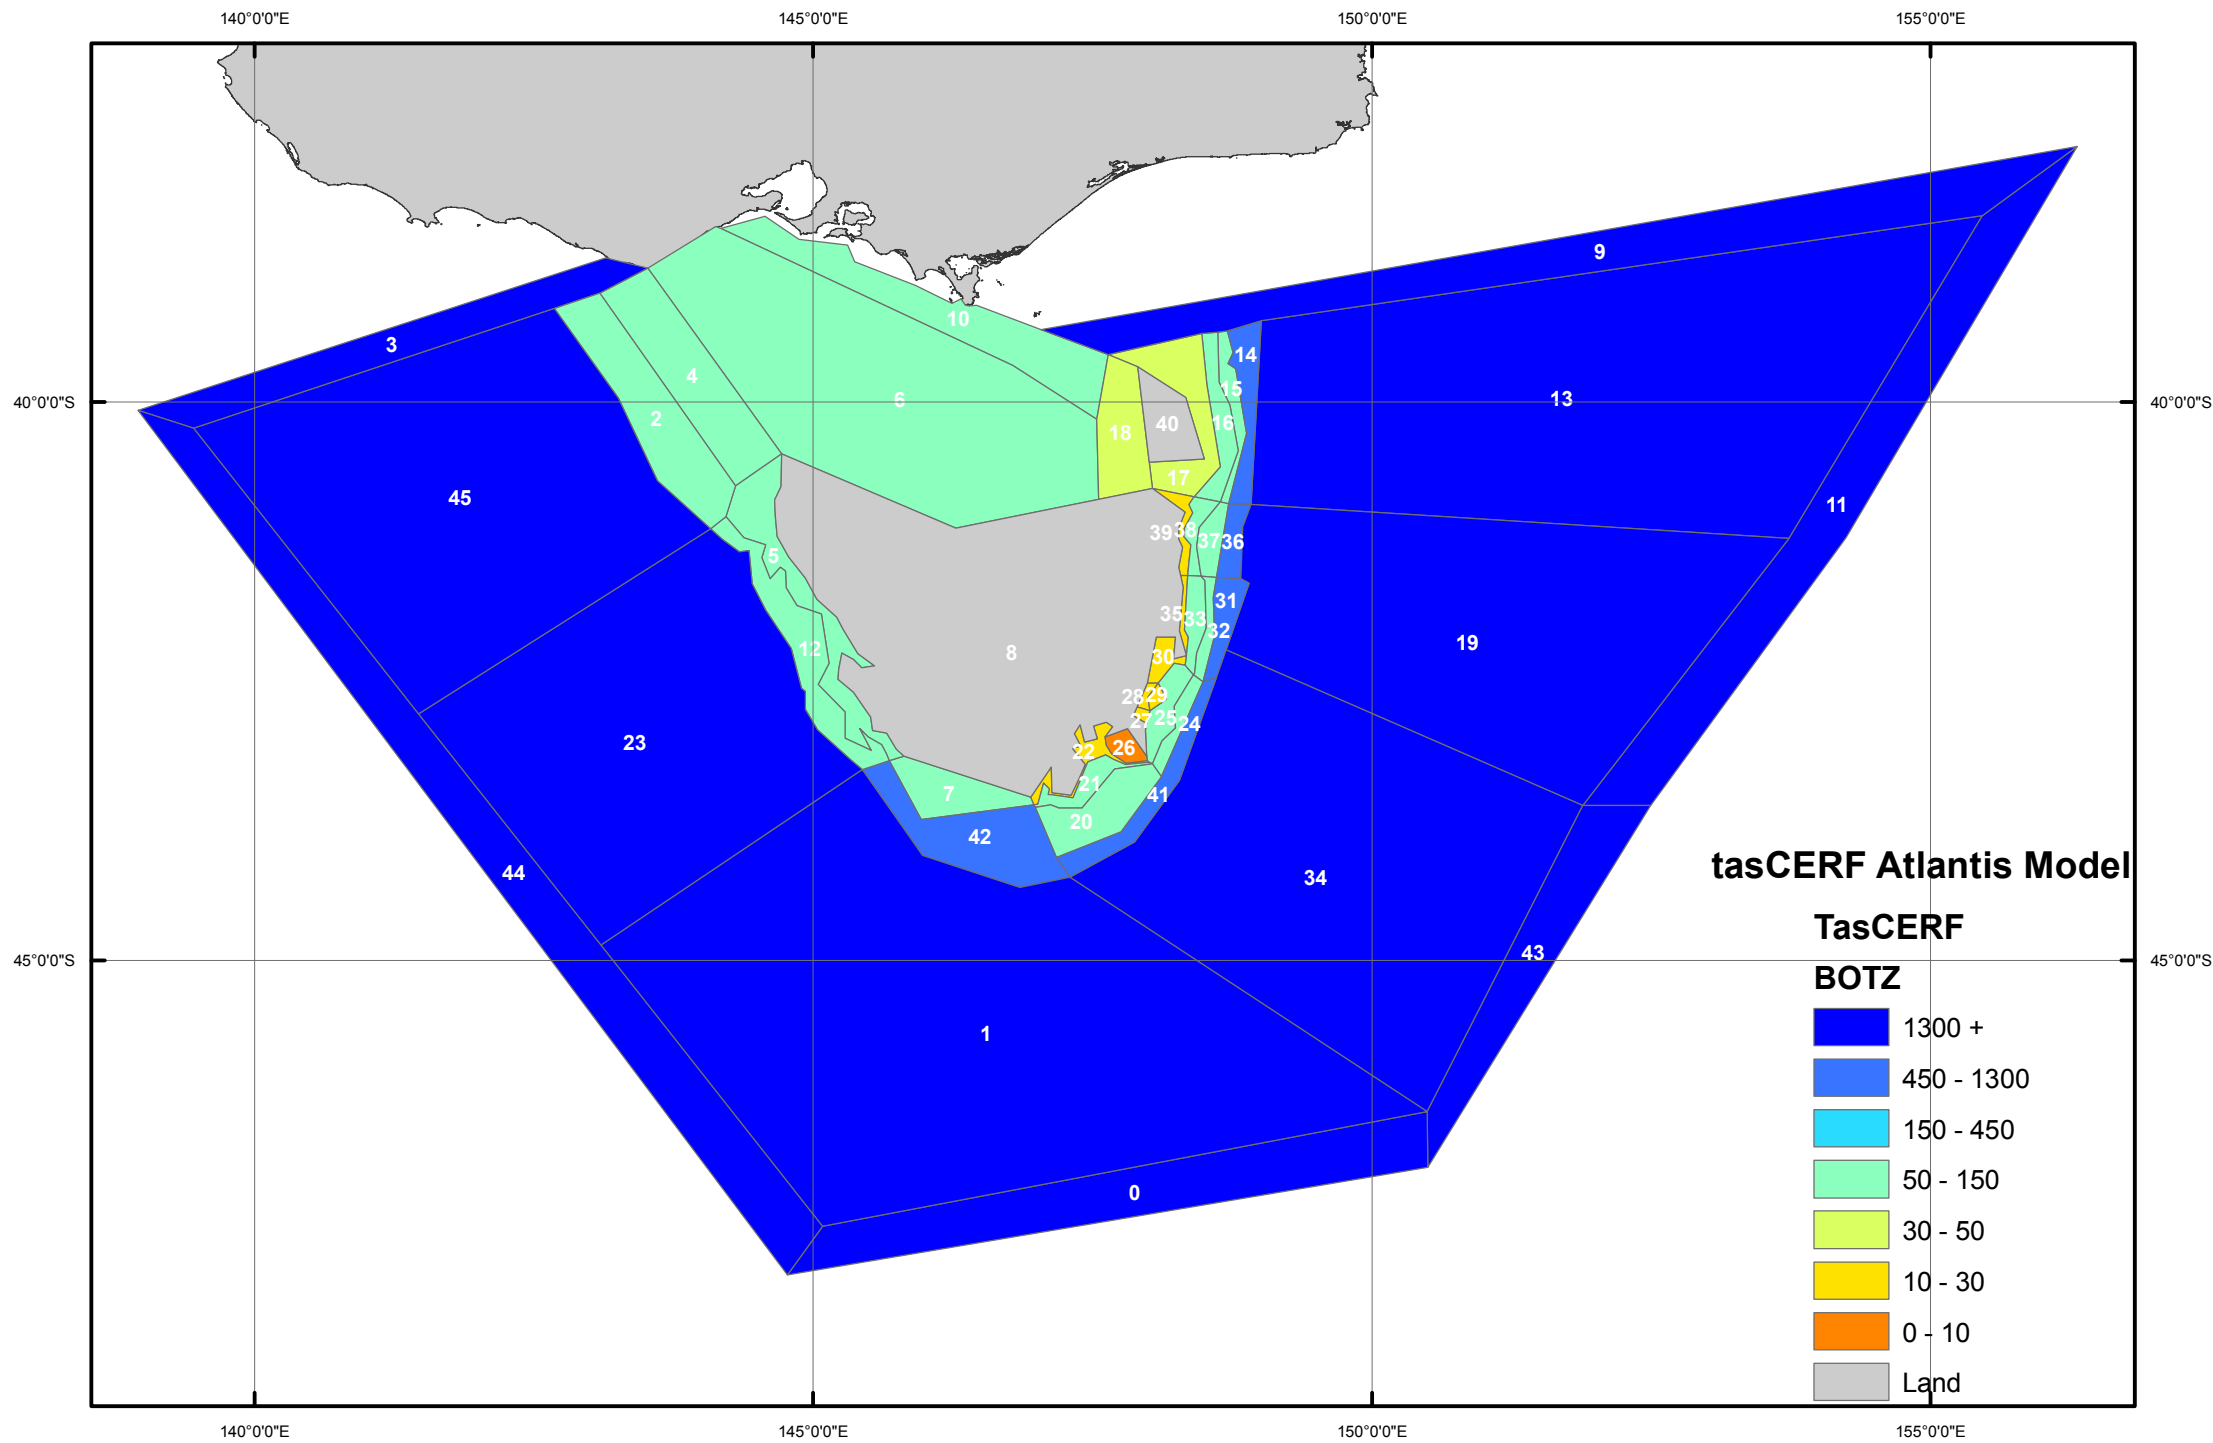 140°0'0"E 145°0'0"E 150°0'0"E 155°0'0"E
9
10
3
14
4
15
40°0'0"S 6 13 40°0'0"S
2 16 40
18
17
45 11
39 38 37 36
5
31
35 33
32
12 8 30 19
28 29
27 25 24
23 22 26
7 21 41
20
42
44 34
tasCERF Atlantis Model
TasCERF
43
45°0'0"S 45°0'0"S
BOTZ
1300 +
1
450 - 1300
150 - 450
50 - 150
0
30 - 50
10 - 30
0 - 10
Land
140°0'0"E 145°0'0"E 150°0'0"E 155°0'0"E